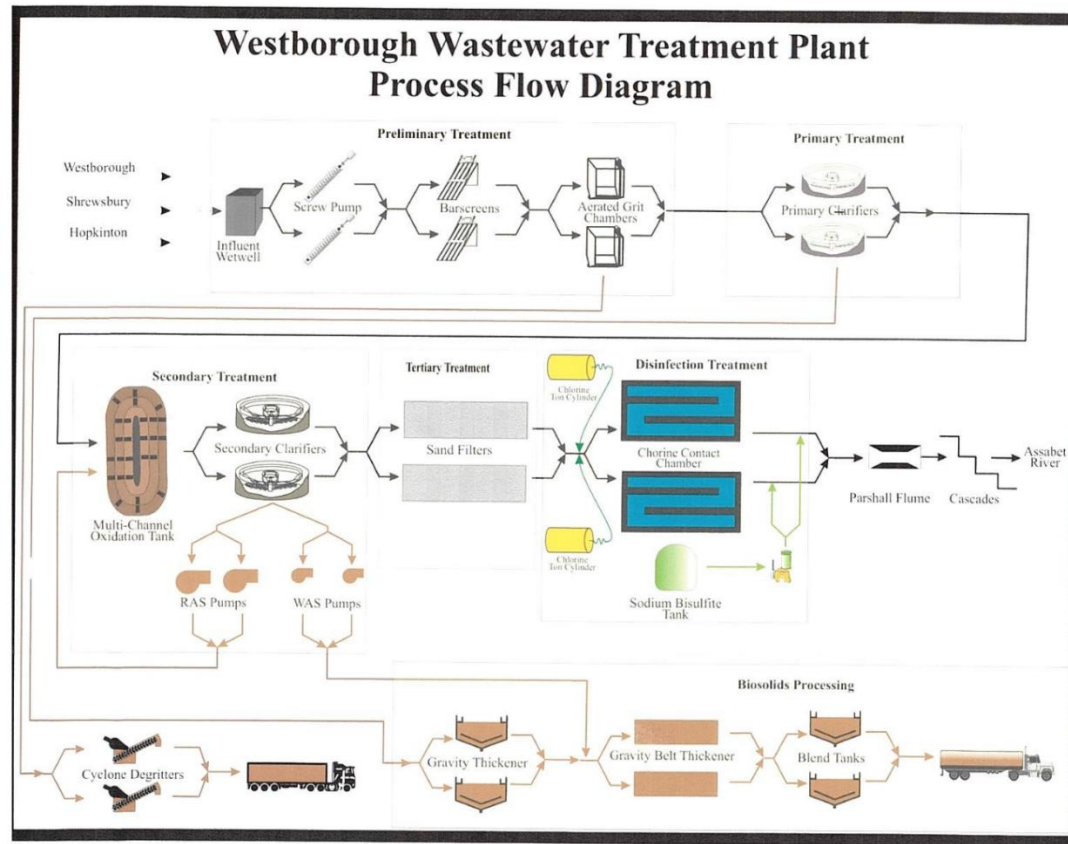 Westborough Wastewater Treatment Plant
Process Flow Diagram
Preliminary Treatment
Primary Treatment
Westborough
Shrewsbury
Hopkinton
Influent
Wetwell
Screw Pump
Barscreens
Aerated Grit
Chambers
Primary Clarifiers
Secondary Treatment
Tertiary Treatment
Disinfection Treatment
Multi-Channel
Oxidation Tank
Secondary Clarifiers
Sand Filters
Chlorine
Ton Cylinder
Chorine Contact
Chamber
Chlorine
Ton Cylinder
Sodium Bisulfite
Tank
Parshall Flume
Cascades
Assabet
River
RAS Pumps
WAS Pumps
Biosolids Processing
Cyclone Degritters
Gravity Thickener
Gravity Belt Thickener
Blend Tanks